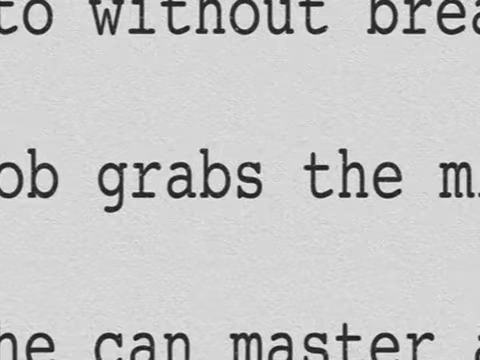 to without brea
ob grabs the m
he can master a